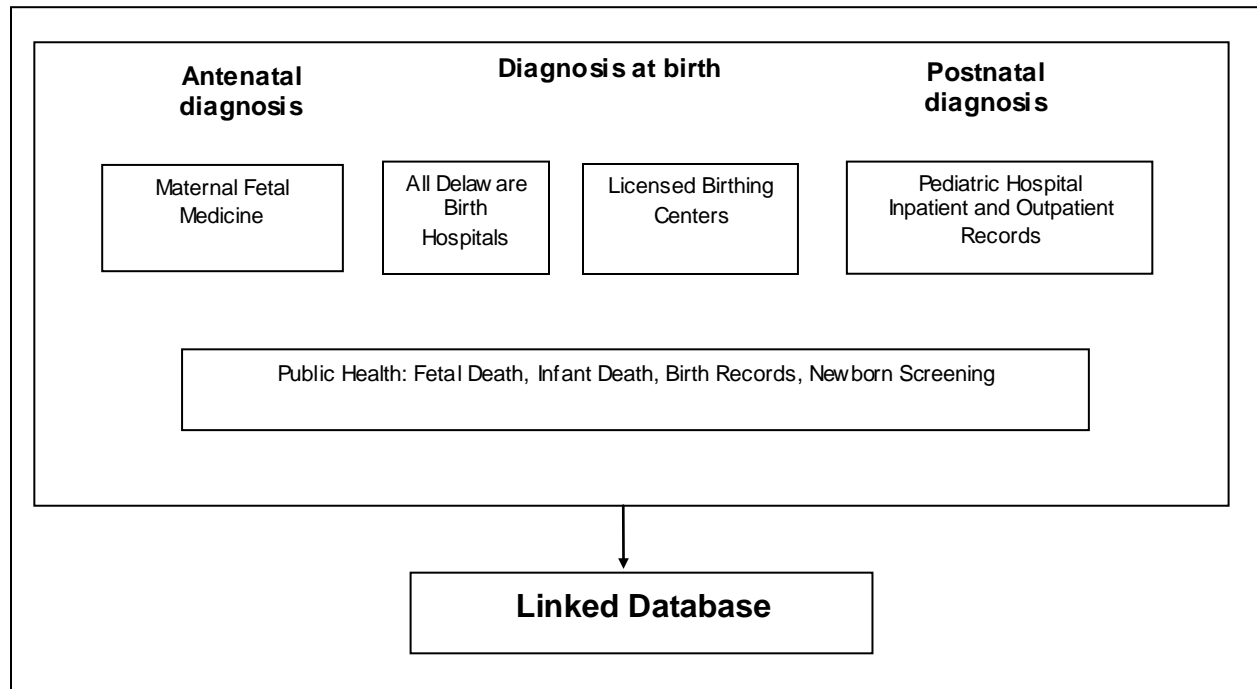 Antenatal
diagnosis
Diagnosis at birth
Postnatal
diagnosis
Maternal Fetal
Medicine
All Delaware
Birth
Hospitals
Licensed Birthing
Centers
Pediatric Hospital
Inpatient and Outpatient
Records
Public Health: Fetal Death, Infant Death, Birth Records, Newborn Screening
Linked Database